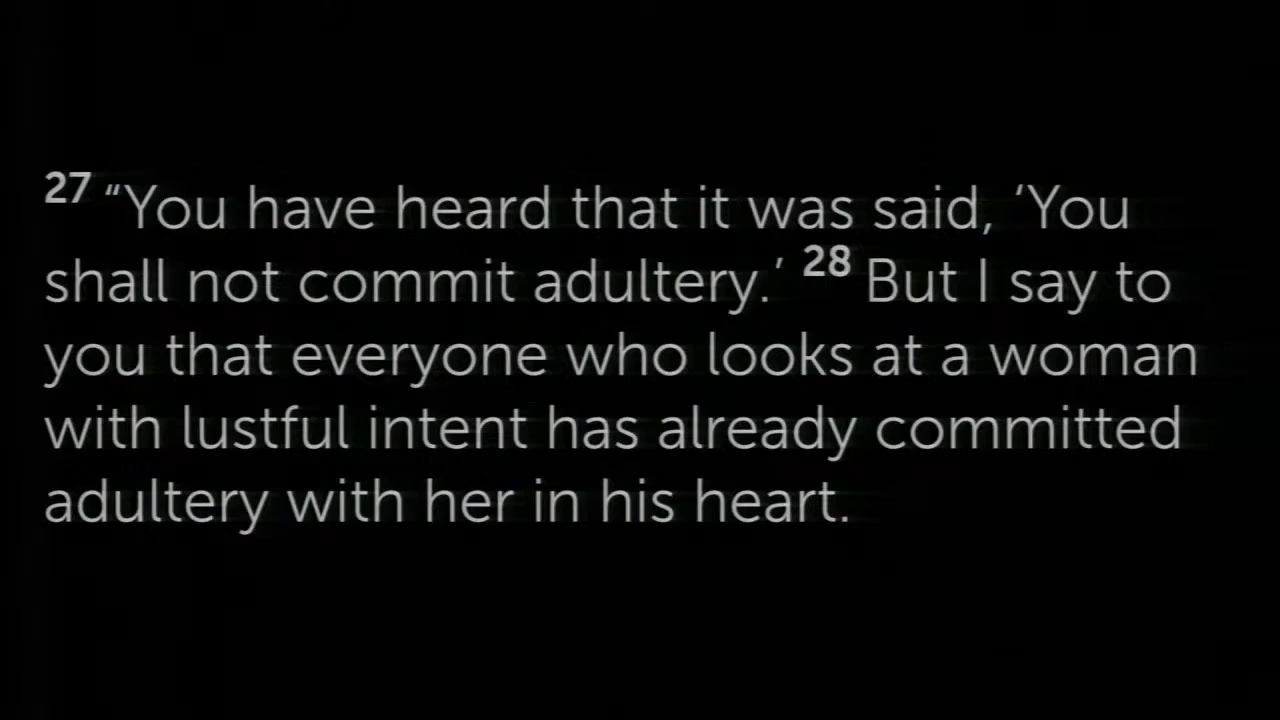 27 “You have heard that it was said, ‘You
shall not commit adultery.’ 28 But I say to
you that everyone who looks at a woman
with lustful intent has already committed
adultery with her in his heart.